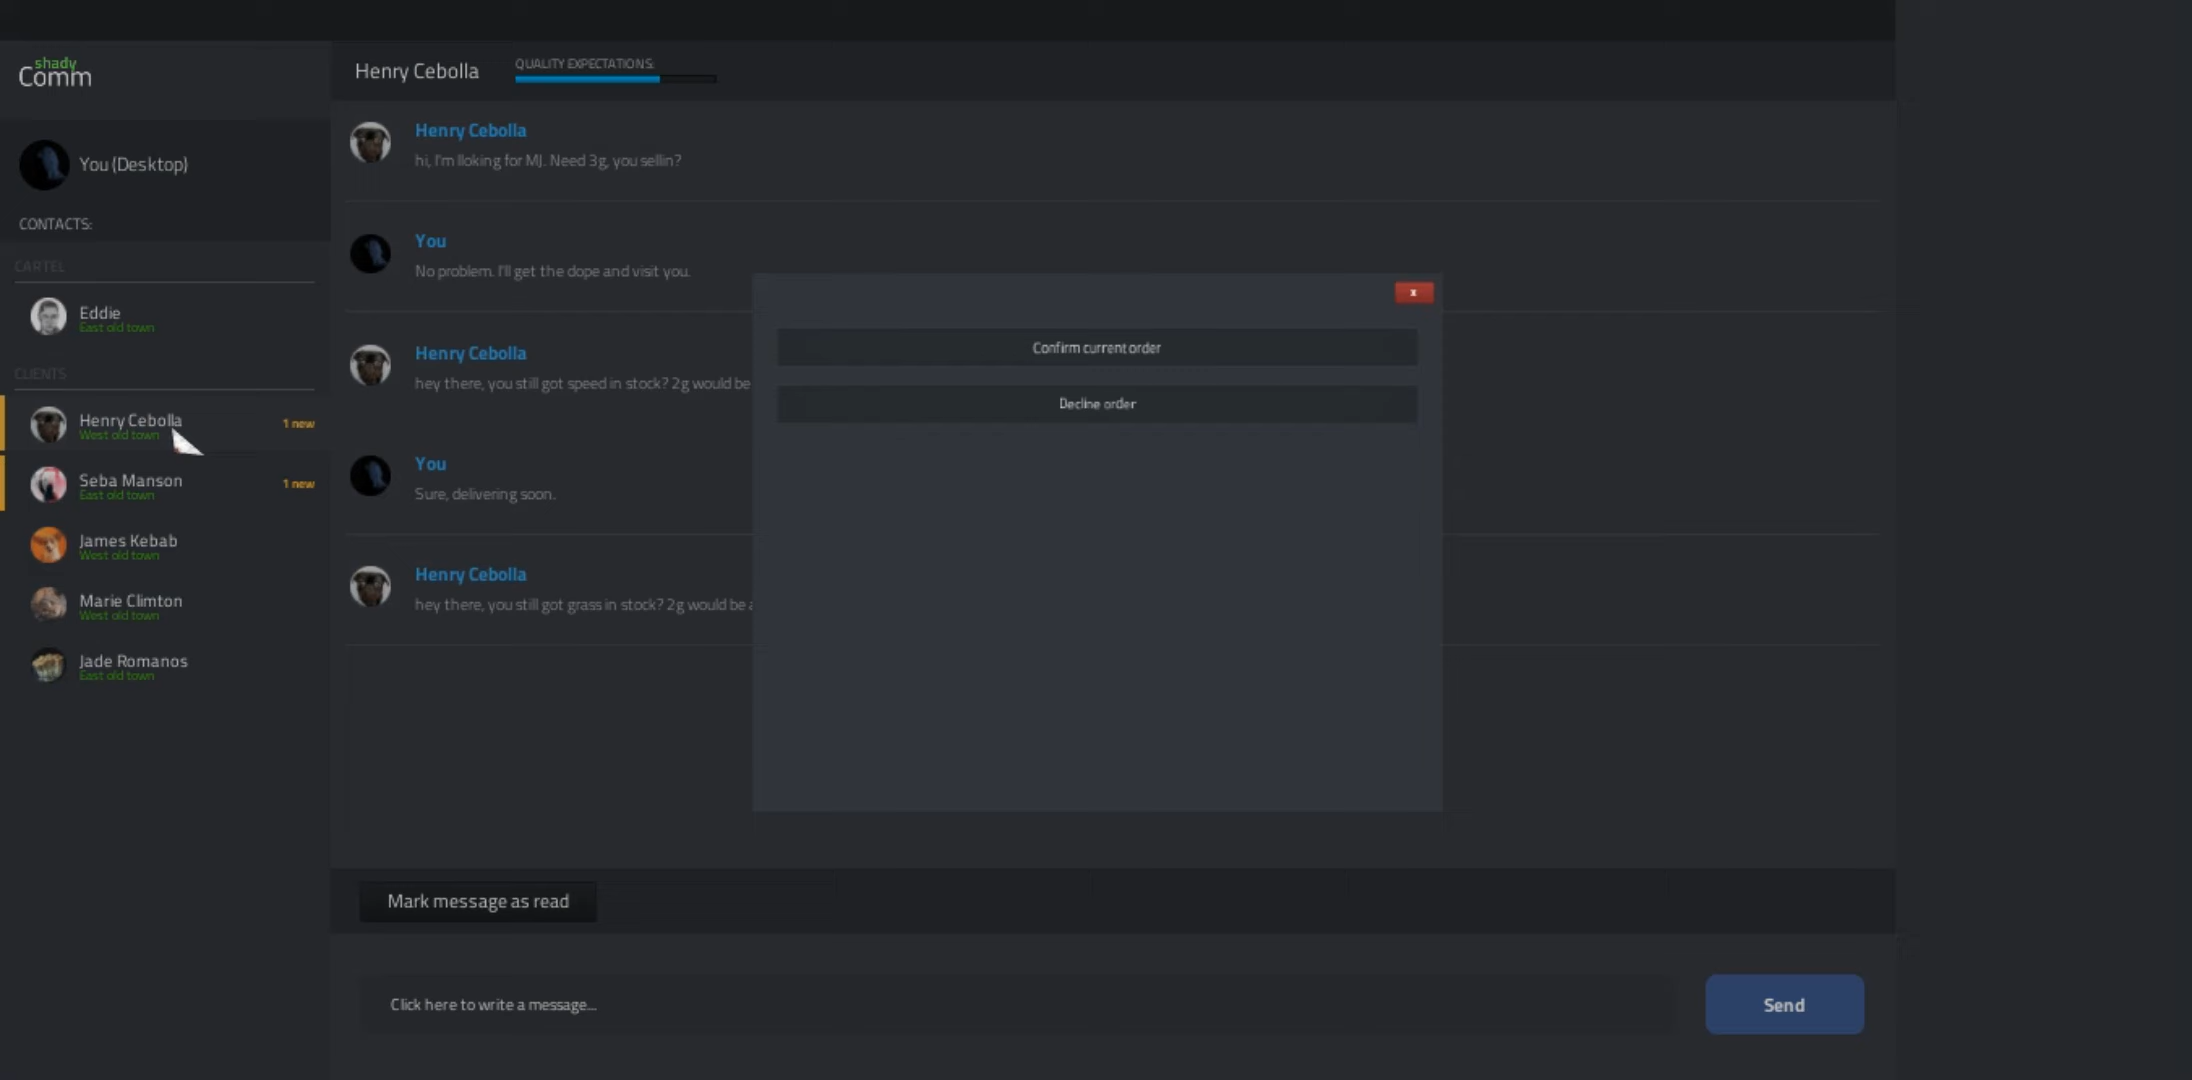 shady
Comm
You (Desktop)
CONTACTS:
CARTEL
Eddie
East old town
CLIENTS
Henry Cebolla
West old town
1 new
Seba Manson
East old town
1 new
James Kebab
West old town
Marie Climton
West old town
Jade Romanos
East old town
Henry Cebolla
QUALITY EXPECTATIONS:
Henry Cebolla
hi, I'm lloking for MJ. Need 3g, you sellin?
You
No problem. I'll get the dope and visit you.
Henry Cebolla
hey there, you still got speed in stock? 2g would be
You
Sure, delivering soon.
Henry Cebolla
hey there, you still got grass in stock? 2g would be
x
Confirm current order
Decline order
Mark message as read
Click here to write a message...
Send